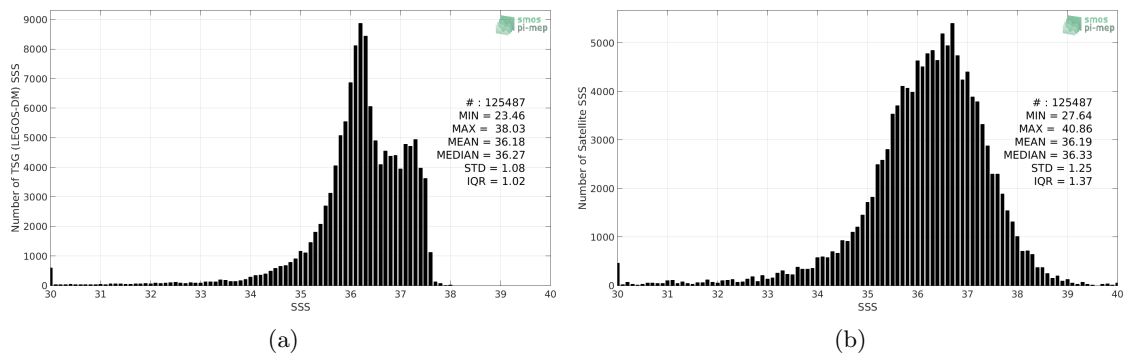 9000
8000
7000
6000
5000
4000
3000
2000
1000
0
Number of TSG (LEGOS-DM) SSS
smos
pi-mep
# : 125487
MIN = 23.46
MAX = 38.03
MEAN = 36.18
MEDIAN = 36.27
STD = 1.08
IQR = 1.02
30 31 32 33 34 35 36 37 38 39 40
SSS
(a)
5000
4000
3000
2000
1000
0
Number of Satellite SSS
smos
pi-mep
# : 125487
MIN = 27.64
MAX = 40.86
MEAN = 36.19
MEDIAN = 36.33
STD = 1.25
IQR = 1.37
30 31 32 33 34 35 36 37 38 39 40
SSS
(b)